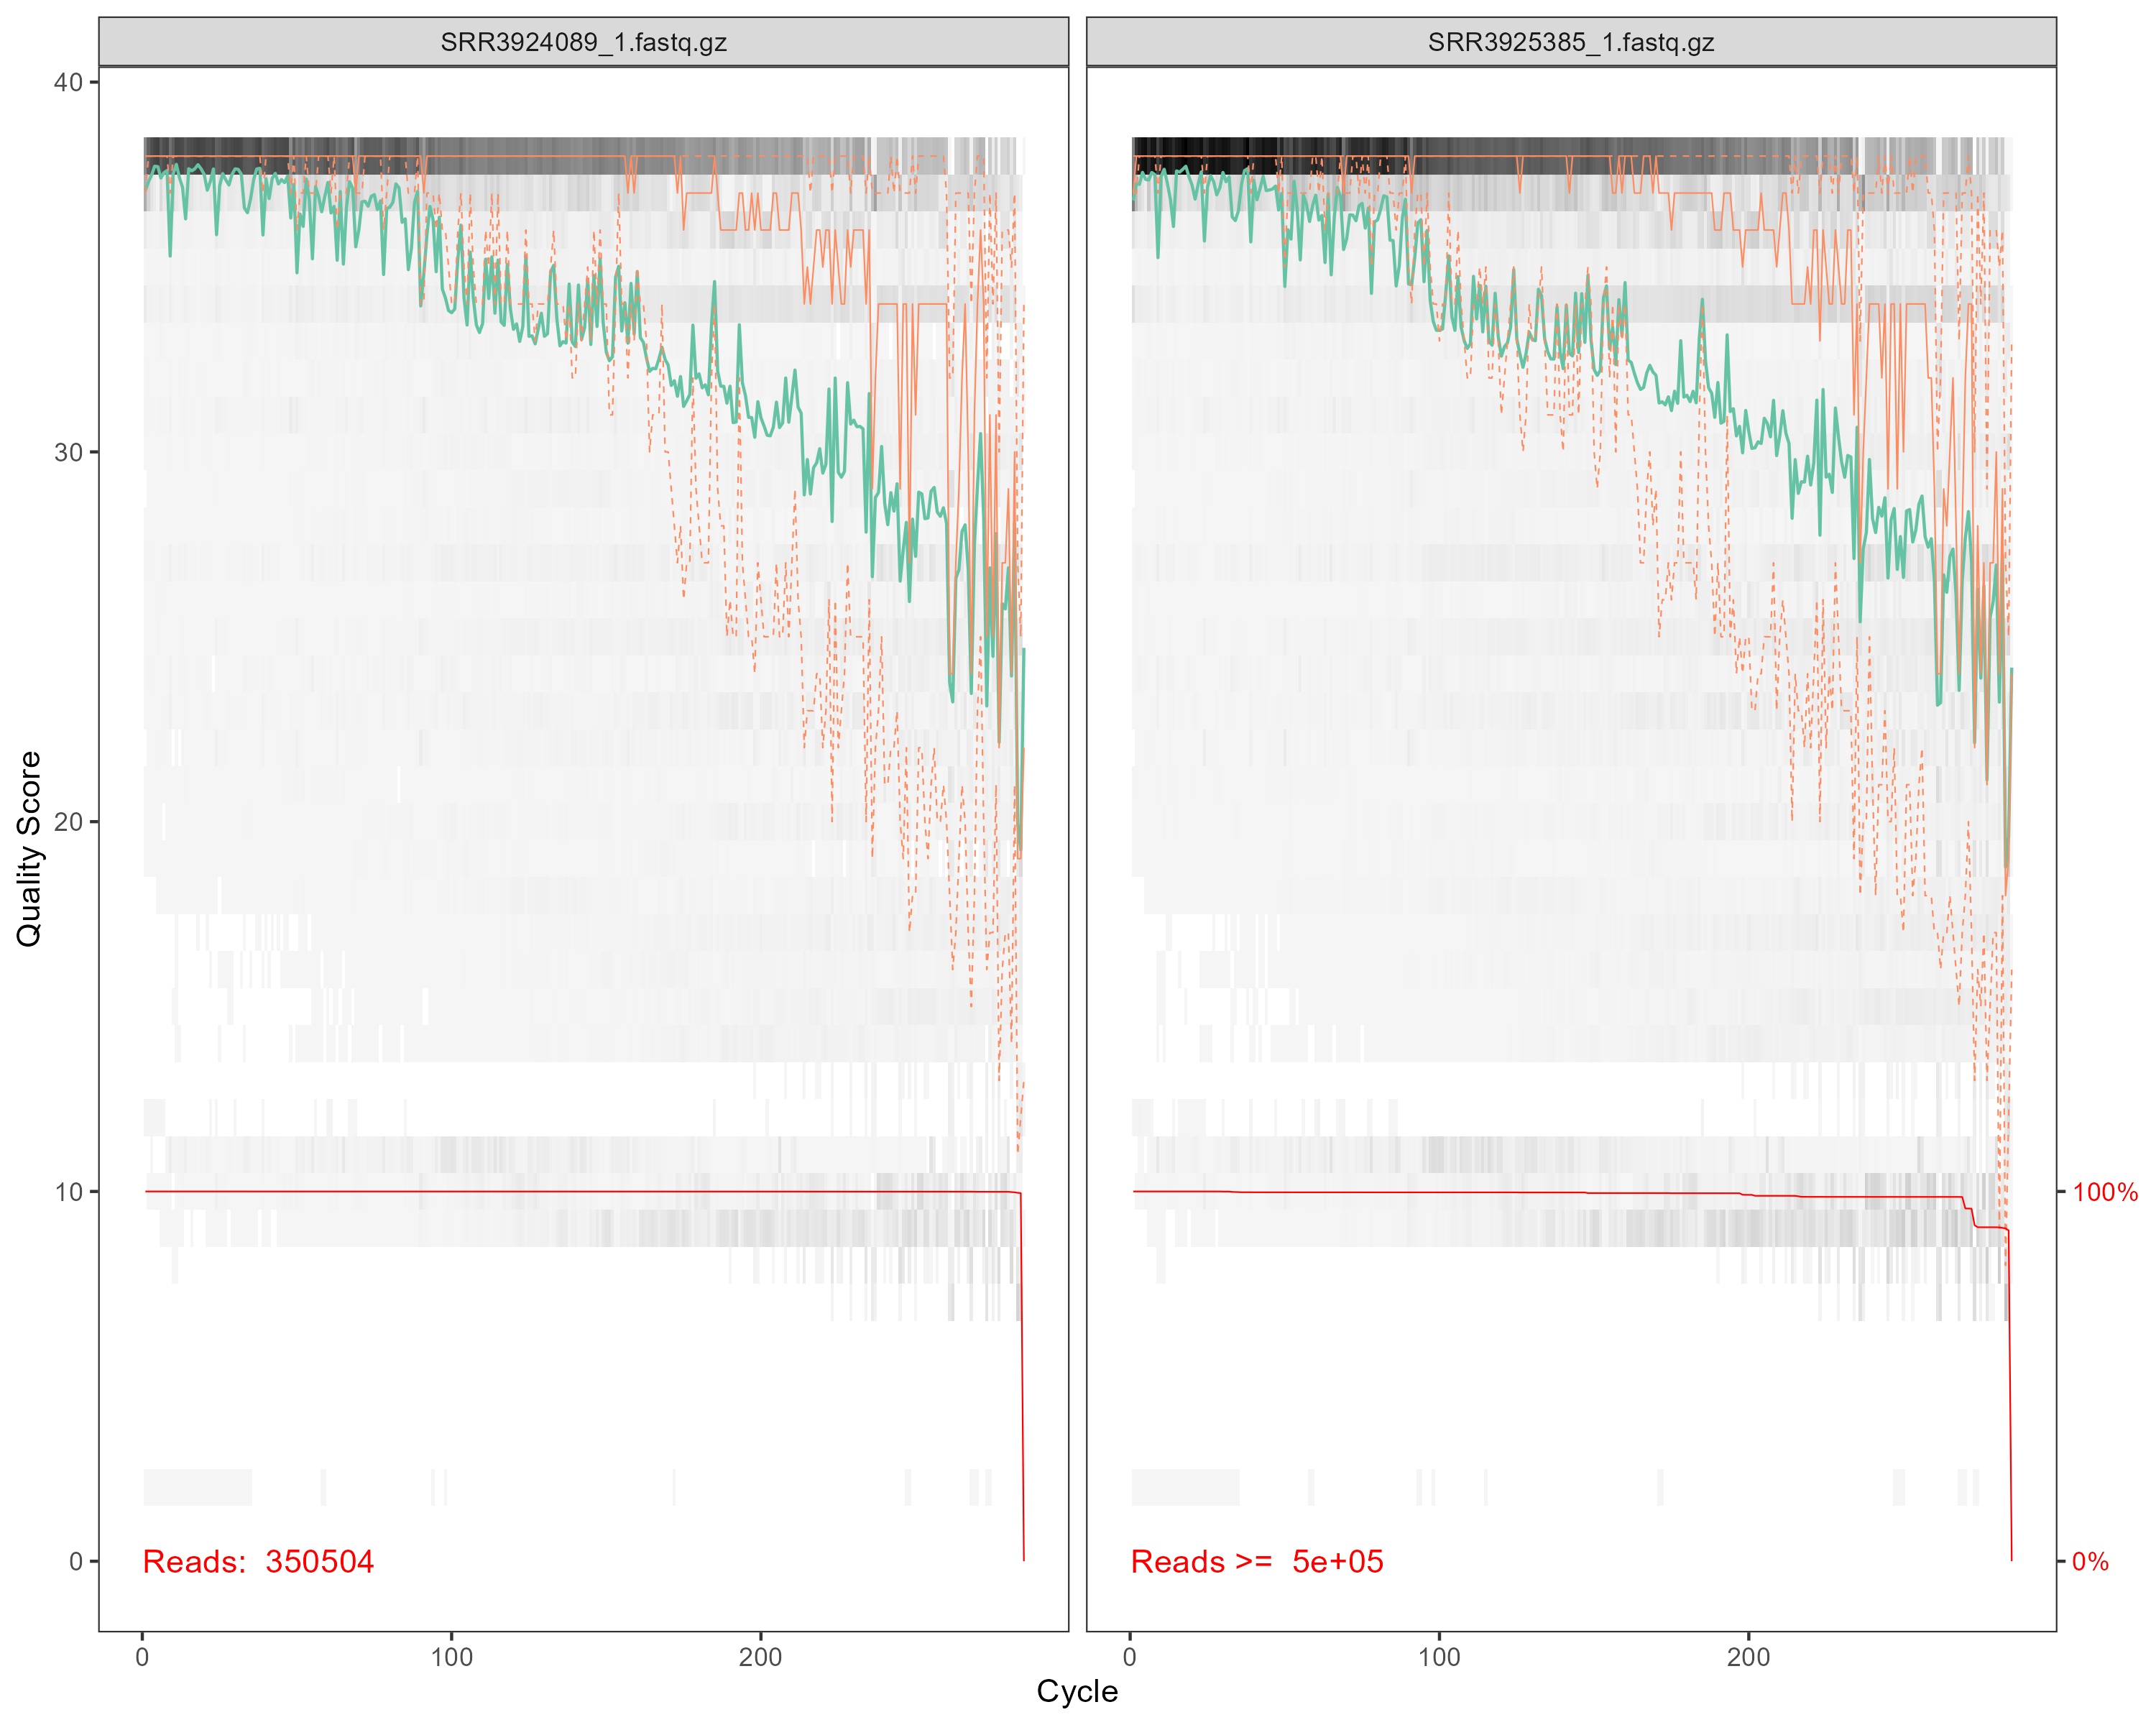 SRR3924089_1.fastq.gz
SRR3925385_1.fastq.gz
Quality Score
40
30
20
10
0
100%
0%
Reads:  350504
Reads >=  5e+05
0
100
200
0
100
200
Cycle